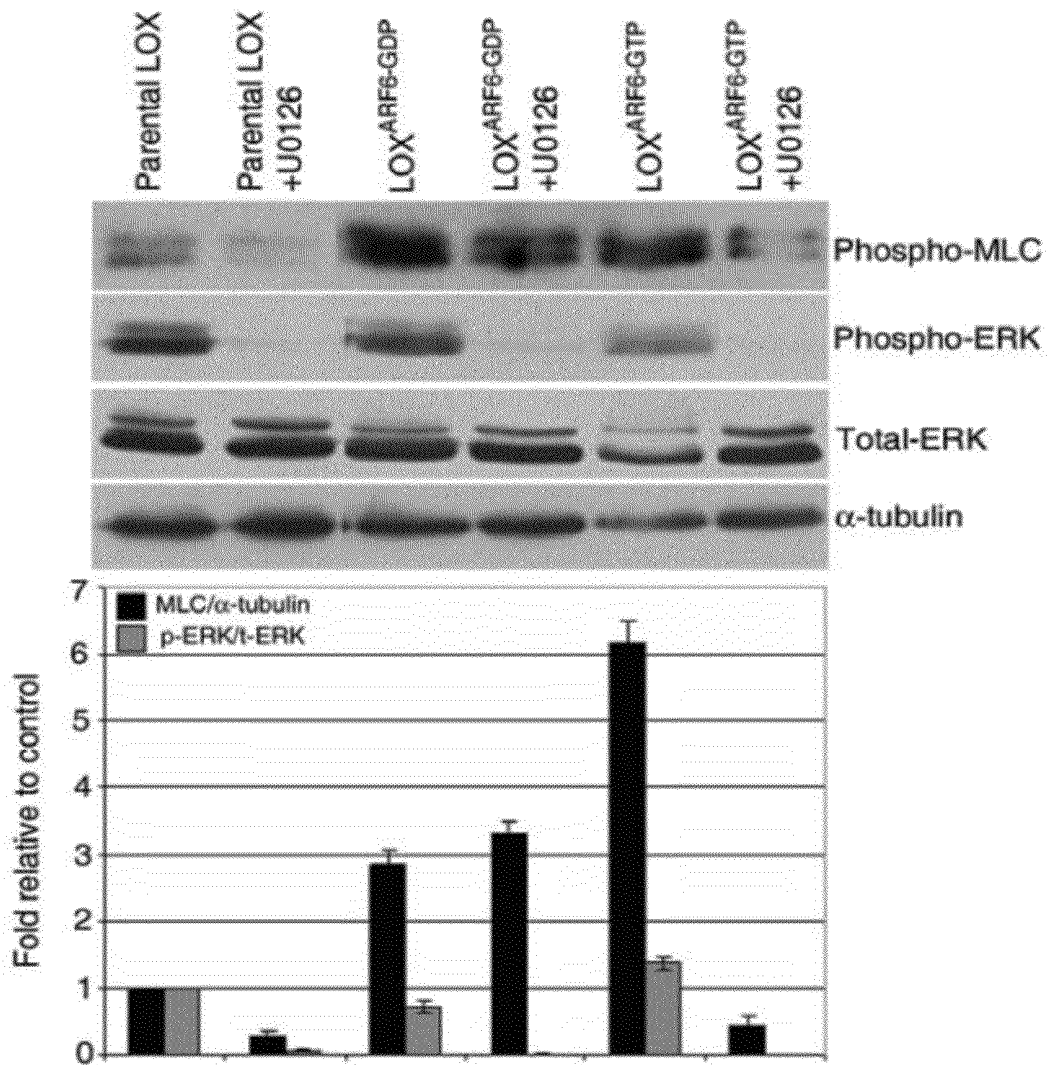 Parental LOX
Parental LOX
+U0126
LOX^ARF6-GDP
LOX^ARF6-GDP
+U0126
LOX^ARF6-GTP
LOX^ARF6-GTP
+U0126
Phospho-MLC
Phospho-ERK
Total-ERK
α-tubulin
7
6
5
4
3
2
1
0
MLC/α-tubulin
p-ERK/t-ERK
Fold relative to control